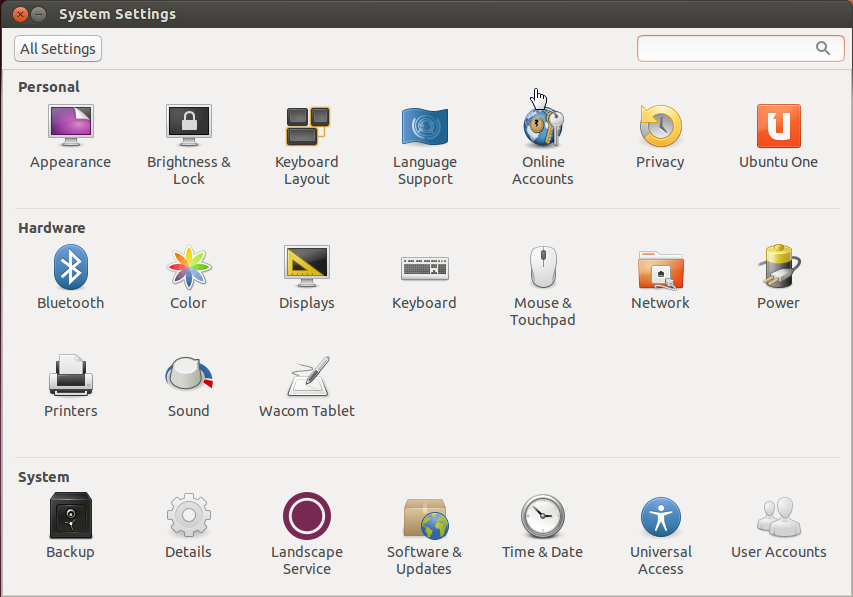 System Settings
All Settings
Personal
Appearance
Brightness &
Lock
Keyboard
Layout
Language
Support
Online
Accounts
Privacy
Ubuntu One
Hardware
Bluetooth
Color
Displays
Keyboard
Mouse &
Touchpad
Network
Power
Printers
Sound
Wacom Tablet
System
Backup
Details
Landscape
Service
Software &
Updates
Time & Date
Universal
Access
User Accounts